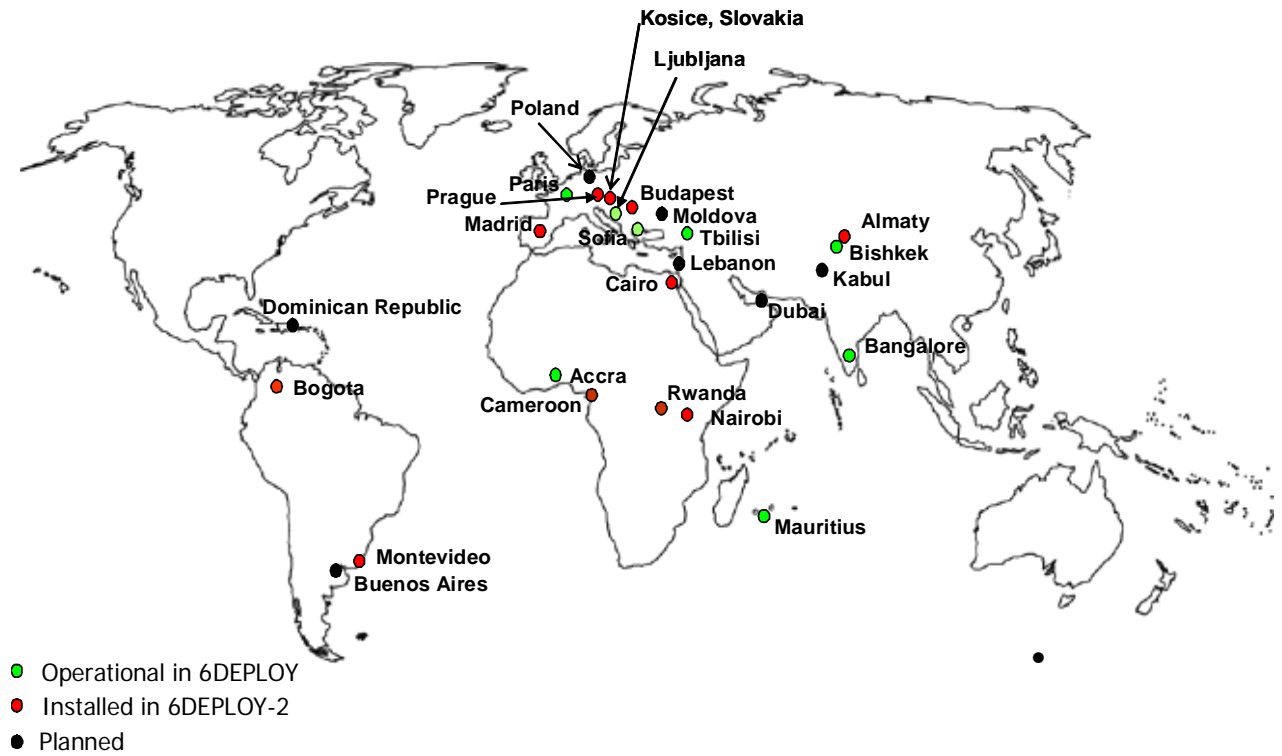 Kosice, Slovakia
Ljubljana
Poland
Paris
Prague
Budapest
Madrid
Moldova
Sofia
Tbilisi
Almaty
Bishkek
Lebanon
Kabul
Cairo
Dubai
Dominican Republic
Bangalore
Accra
Bogota
Cameroon
Rwanda
Nairobi
Mauritius
Montevideo
Buenos Aires
Operational in 6DEPLOY
Installed in 6DEPLOY-2
Planned